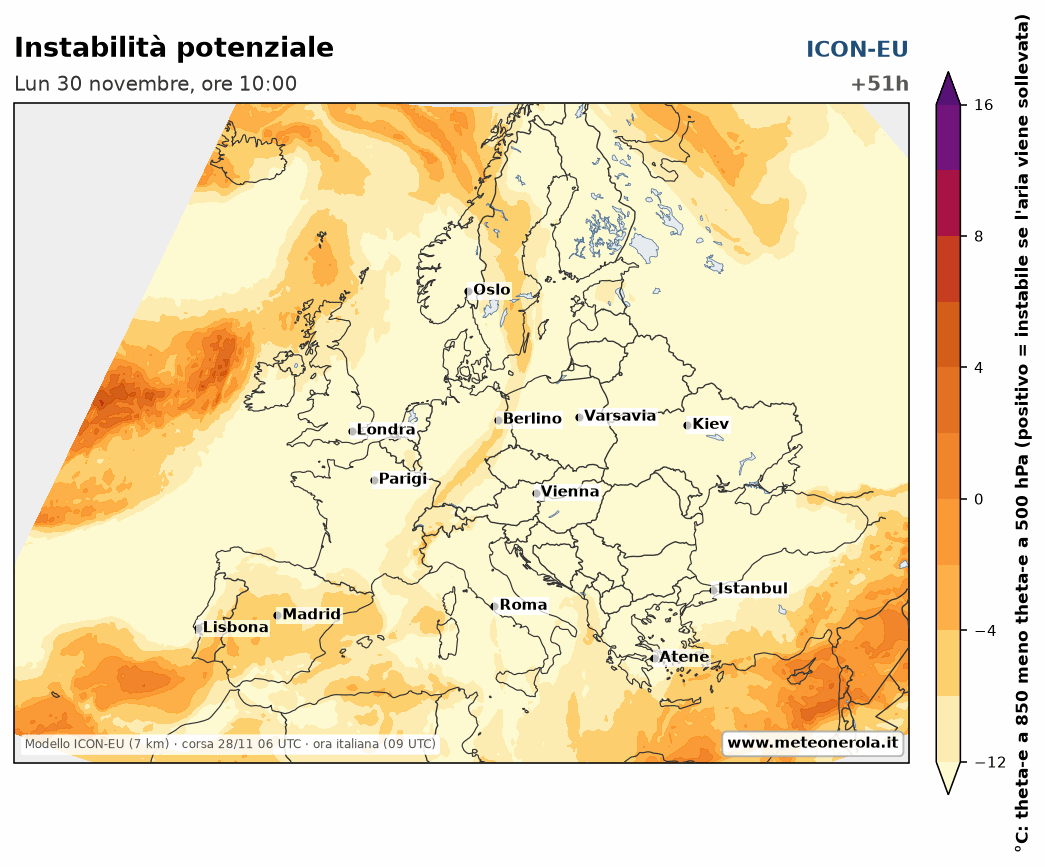 Instabilità potenziale
ICON-EU
Lun 30 novembre, ore 10:00
+51h
Oslo
Berlino
Varsavia
Kiev
Londra
Parigi
Vienna
Istanbul
Roma
Madrid
Lisbona
Atene
Modello ICON-EU (7 km) · corsa 28/11 06 UTC · ora italiana (09 UTC)
www.meteonerola.it
16
8
4
0
−4
−12
°C: theta-e a 850 meno theta-e a 500 hPa (positivo = instabile se l'aria viene sollevata)